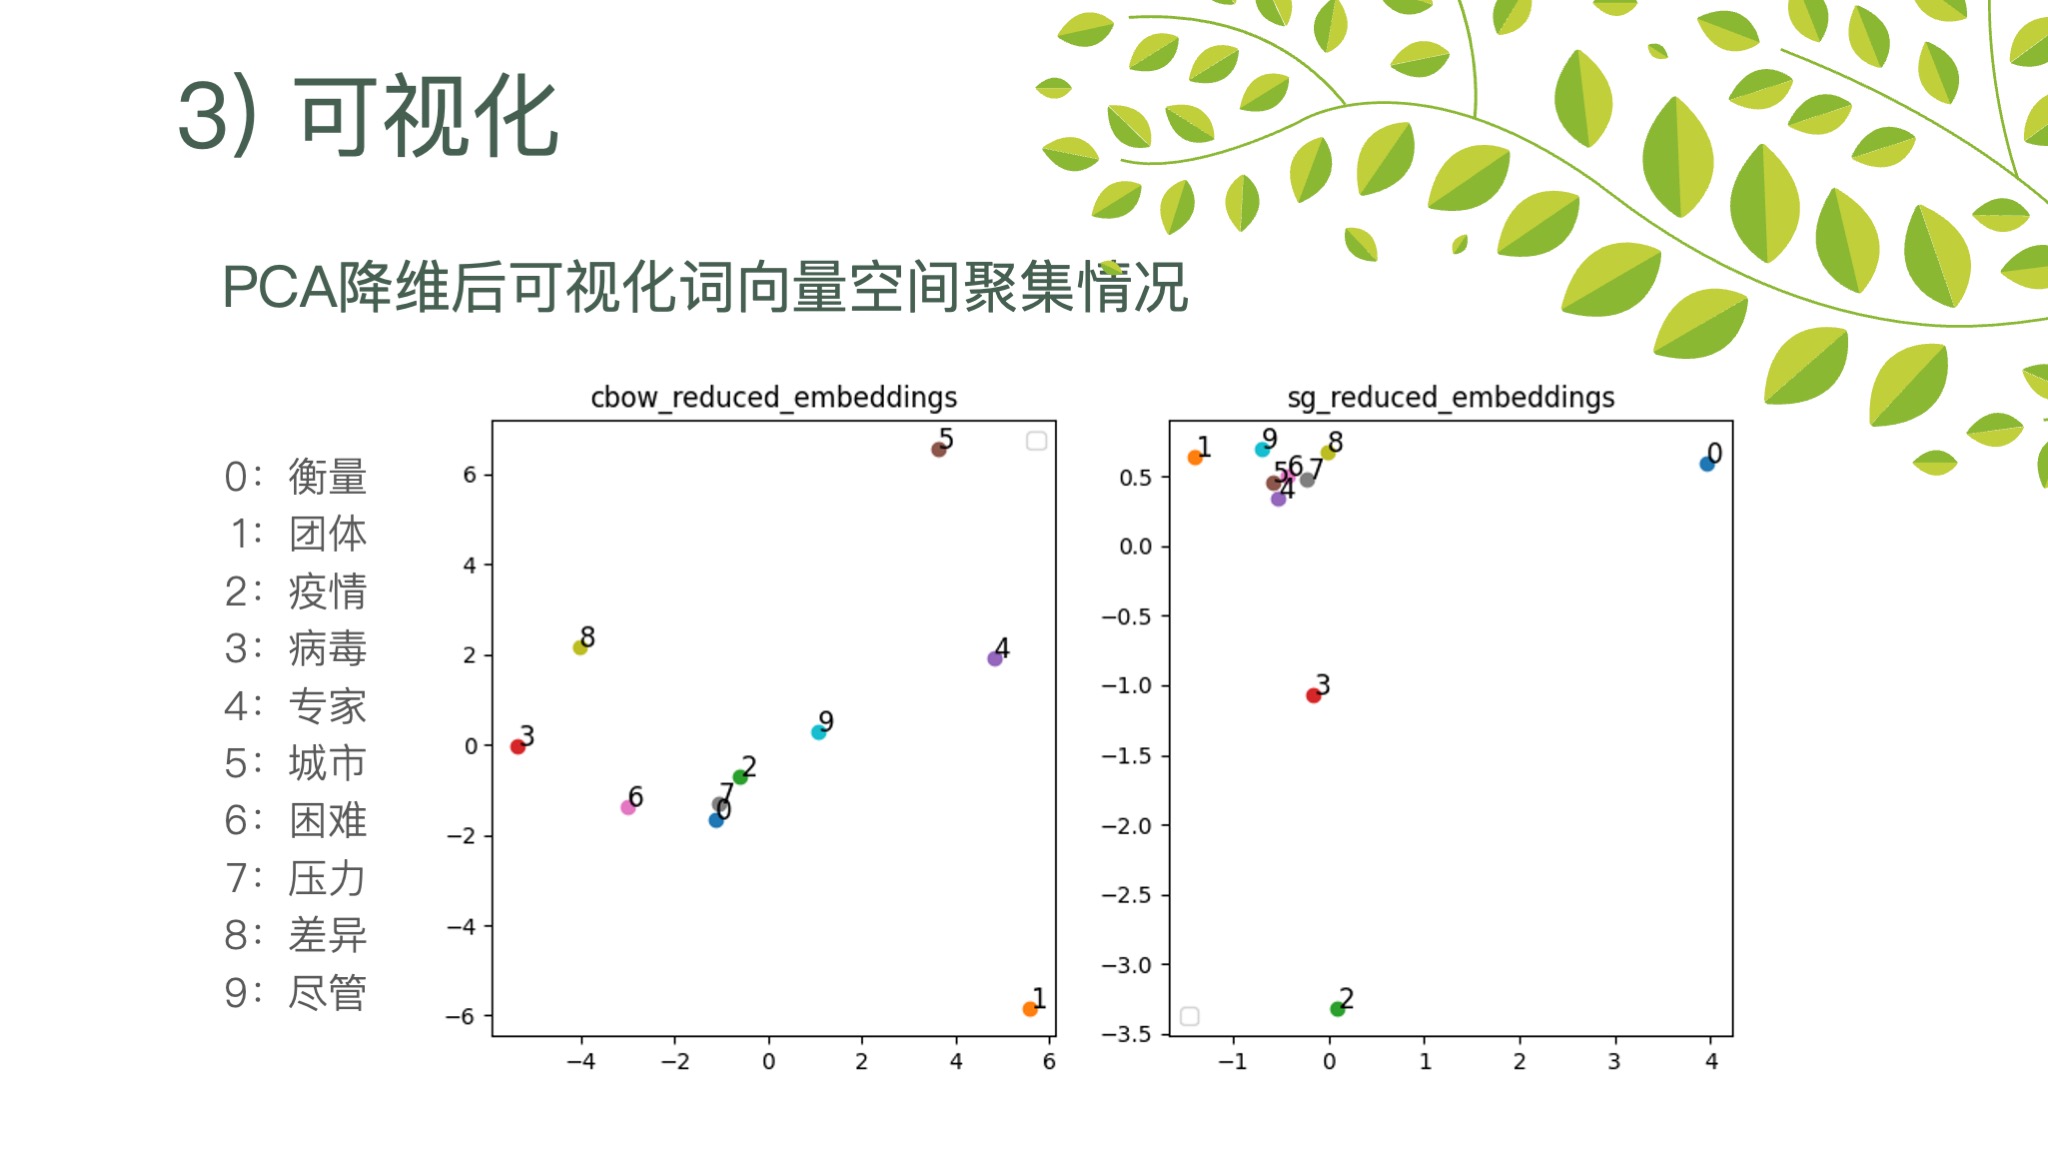 3) 可视化
PCA降维后可视化词向量空间聚集情况
0：衡量
1：团体
2：疫情
3：病毒
4：专家
5：城市
6：困难
7：压力
8：差异
9：尽管
cbow_reduced_embeddings
6
4
2
0
−2
−4
−6
−4 −2 0 2 4 6
5
8
4
9
3
2
6
7
0
1
sg_reduced_embeddings
0.5
0.0
−0.5
−1.0
−1.5
−2.0
−2.5
−3.0
−3.5
−1 0 1 2 3 4
1
9
8
0
5
6
7
4
3
2